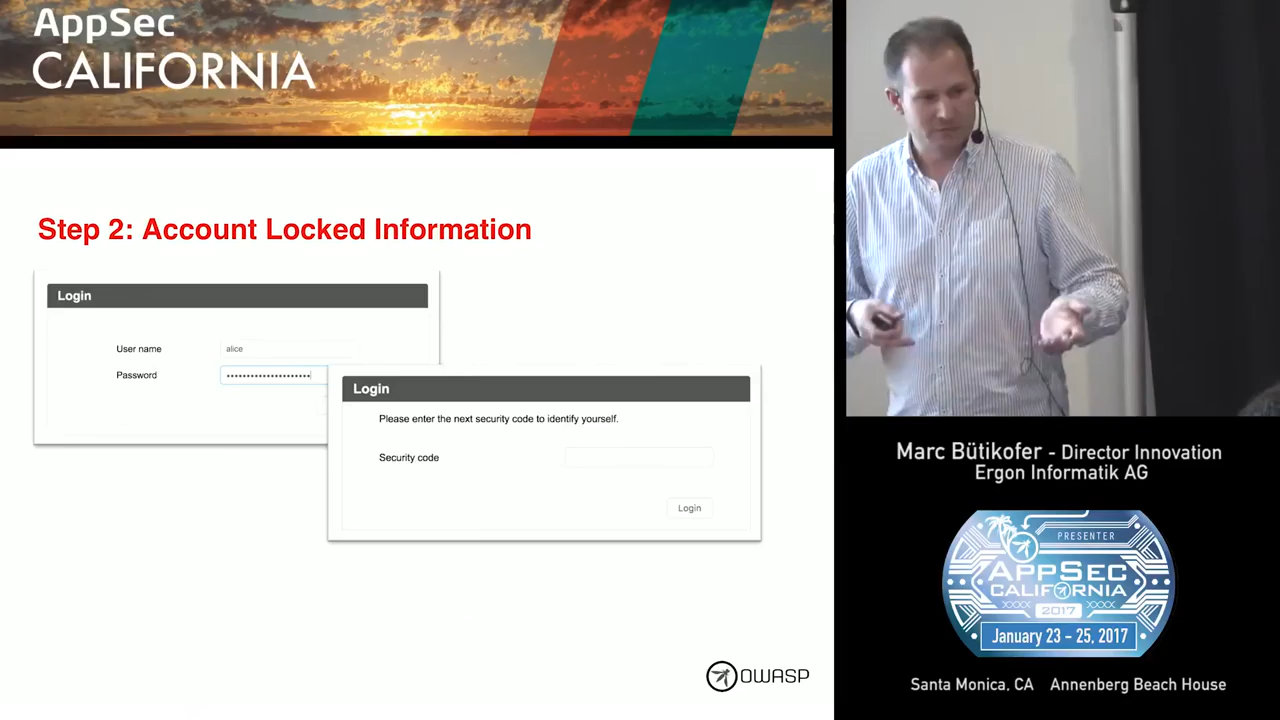 AppSec
CALIFORNIA
Step 2: Account Locked Information
Login
User name
alice
Password
Login
Please enter the next security code to identify yourself.
Security code
Login
OWASP
Marc Bütikofer - Director Innovation
Ergon Informatik AG
PRESENTER
APPSEC
CALIFORNIA
2017
January 23 - 25, 2017
Santa Monica, CA Annenberg Beach House